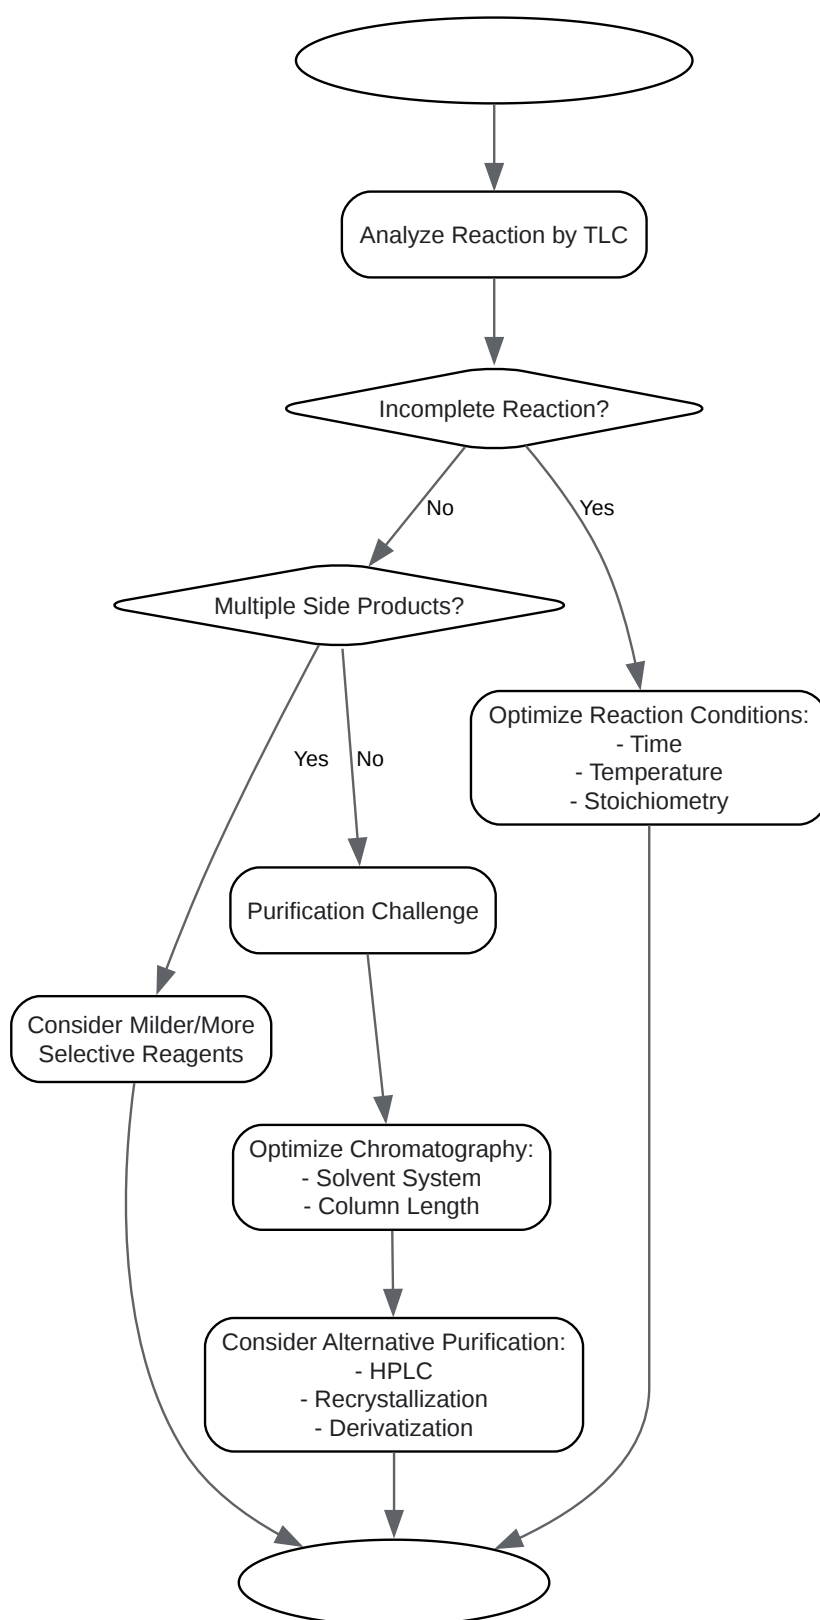 Analyze Reaction by TLC
Incomplete Reaction?
No
Yes
Multiple Side Products?
Optimize Reaction Conditions:
- Time
- Temperature
- Stoichiometry
Yes
No
Purification Challenge
Consider Milder/More
Selective Reagents
Optimize Chromatography:
- Solvent System
- Column Length
Consider Alternative Purification:
- HPLC
- Recrystallization
- Derivatization